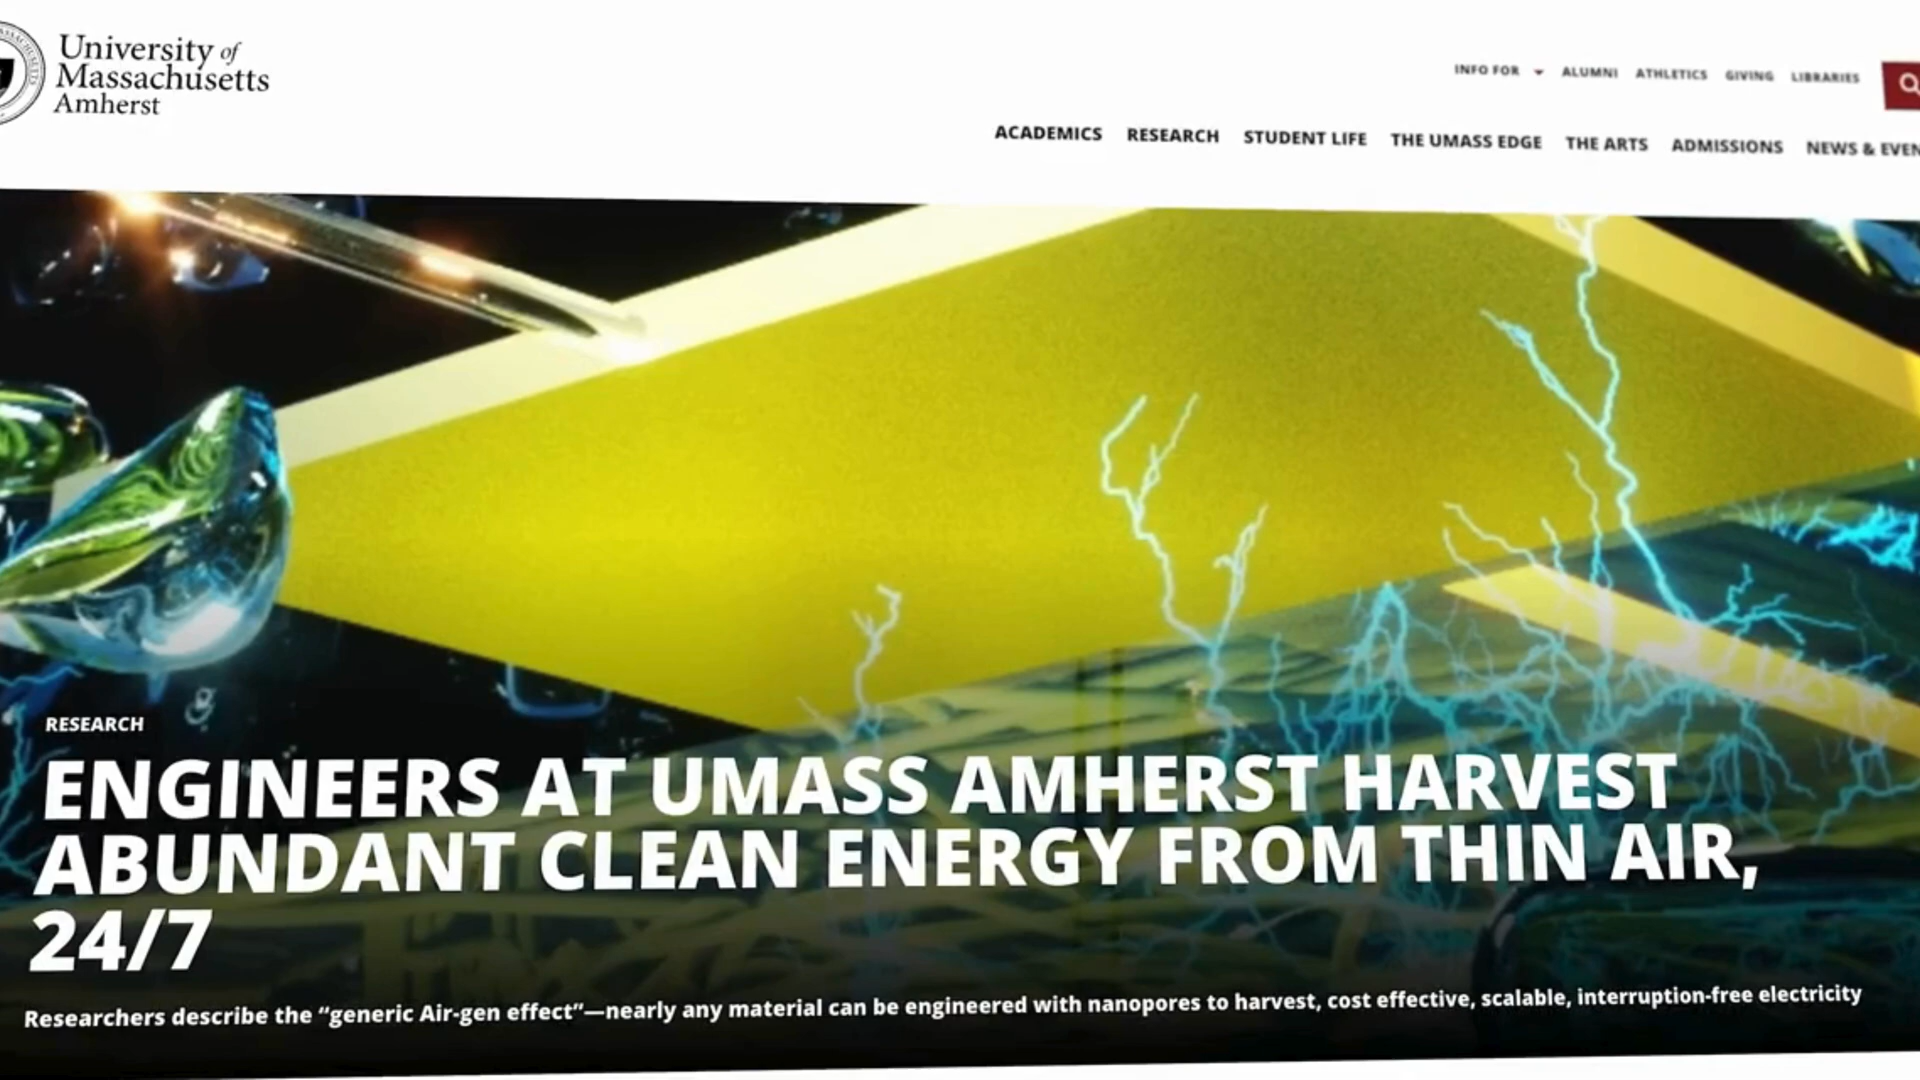 University of
Massachusetts
Amherst
INFO FOR ALUMNI ATHLETICS GIVING LIBRARIES
ACADEMICS RESEARCH STUDENT LIFE THE UMASS EDGE THE ARTS ADMISSIONS NEWS & EVEN
RESEARCH
ENGINEERS AT UMASS AMHERST HARVEST
ABUNDANT CLEAN ENERGY FROM THIN AIR,
24/7
Researchers describe the “generic Air-gen effect”—nearly any material can be engineered with nanopores to harvest, cost effective, scalable, interruption-free electricity